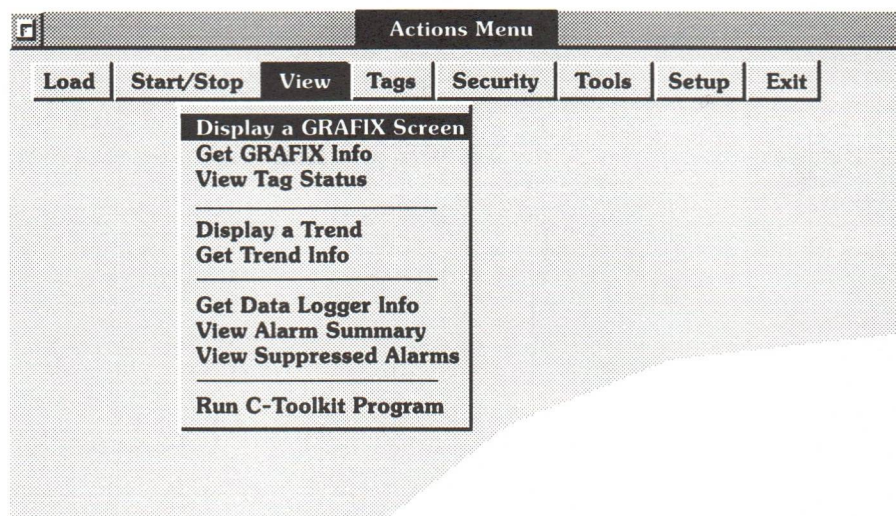 Actions Menu
Load Start/Stop View Tags Security Tools Setup Exit
Display a GRAFIX Screen
Get GRAFIX Info
View Tag Status
Display a Trend
Get Trend Info
Get Data Logger Info
View Alarm Summary
View Suppressed Alarms
Run C-Toolkit Program